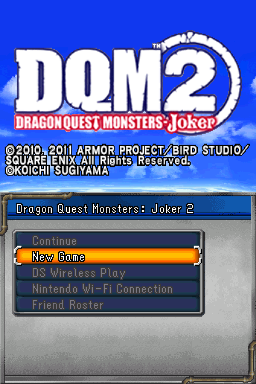 DQM2™
DRAGON QUEST MONSTERS: Joker
©2010, 2011 ARMOR PROJECT/BIRD STUDIO/
SQUARE ENIX All Rights Reserved.
©KOICHI SUGIYAMA
Dragon Quest Monsters: Joker 2
Continue
New Game
DS Wireless Play
Nintendo Wi-Fi Connection
Friend Roster